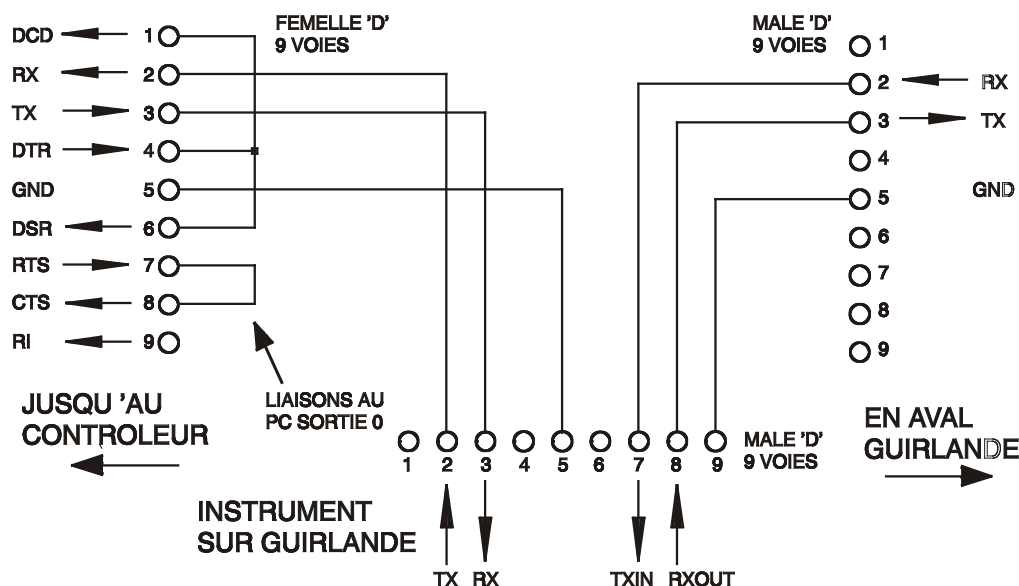 FEMELLE 'D'
9 VOIES
MALE 'D'
9 VOIES
DCD 1
RX 2
TX 3
DTR 4
GND 5
DSR 6
RTS 7
CTS 8
RI 9
1
2 RX
3 TX
4
5 GND
6
7
8
9
LIAISONS AU
PC SORTIE 0
JUSQU 'AU
CONTROLEUR
EN AVAL
GUIRLANDE
1 2 3 4 5 6 7 8 9
MALE 'D'
9 VOIES
INSTRUMENT
SUR GUIRLANDE
TX RX TXIN RXOUT